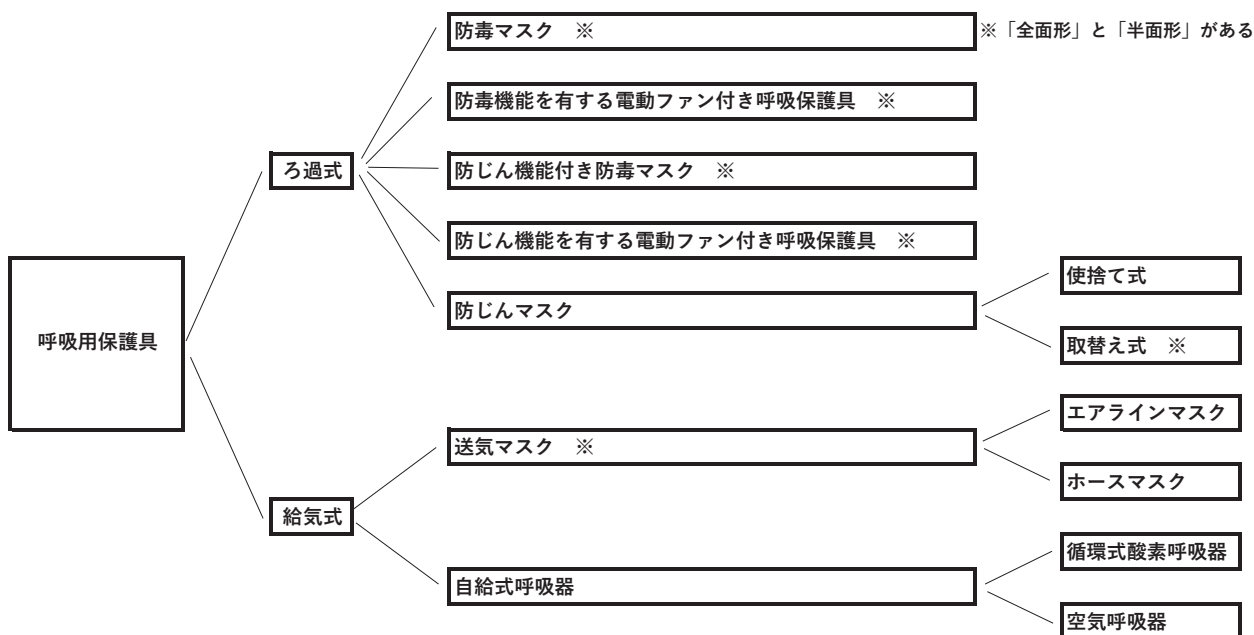 防毒マスク　※
※「全面形」と「半面形」がある
防毒機能を有する電動ファン付き呼吸保護具　※
ろ過式
防じん機能付き防毒マスク　※
防じん機能を有する電動ファン付き呼吸保護具　※
使捨て式
防じんマスク
呼吸用保護具
取替え式　※
エアラインマスク
送気マスク　※
ホースマスク
給気式
循環式酸素呼吸器
自給式呼吸器
空気呼吸器